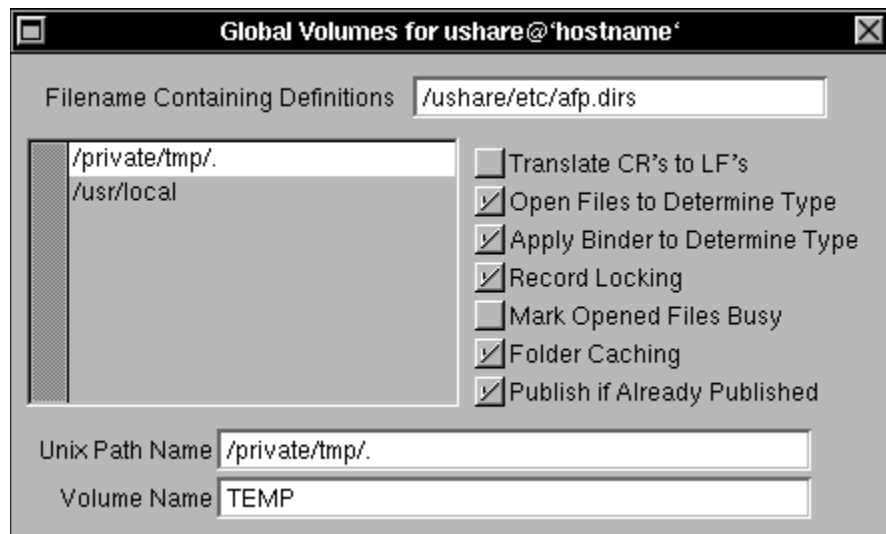 Global Volumes for ushare@‘hostname‘
Filename Containing Definitions /ushare/etc/afp.dirs
/private/tmp/.
/usr/local
Translate CR's to LF's
Open Files to Determine Type
Apply Binder to Determine Type
Record Locking
Mark Opened Files Busy
Folder Caching
Publish if Already Published
Unix Path Name /private/tmp/.
Volume Name TEMP